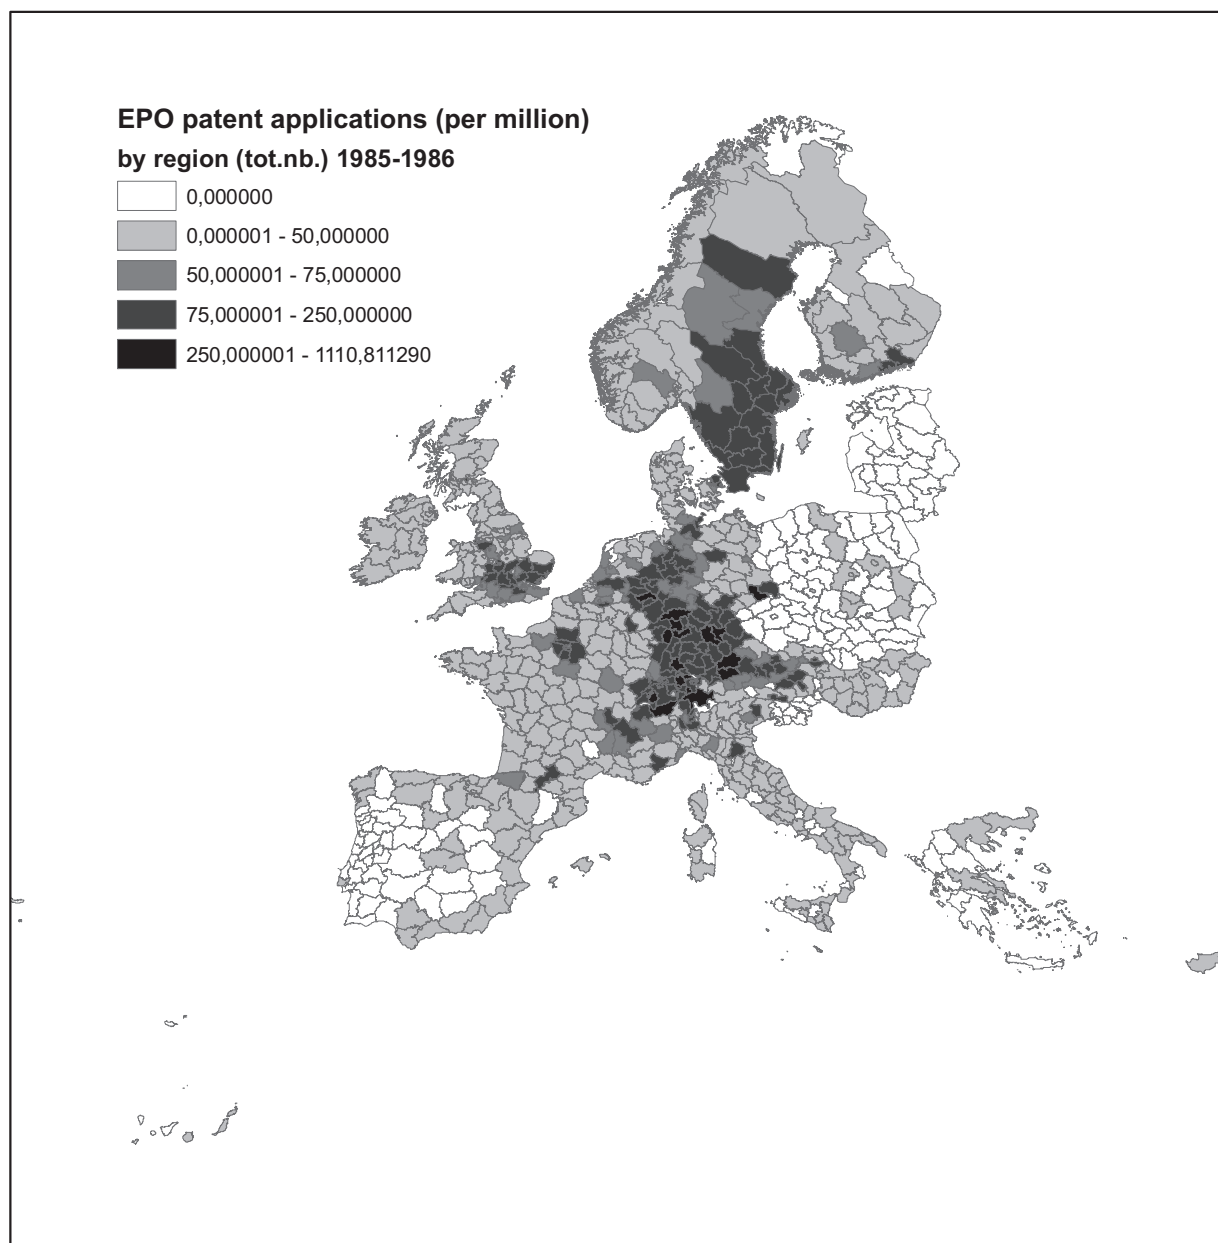 EPO patent applications (per million)
by region (tot.nb.) 1985-1986
0,000000
0,000001 - 50,000000
50,000001 - 75,000000
75,000001 - 250,000000
250,000001 - 1110,811290